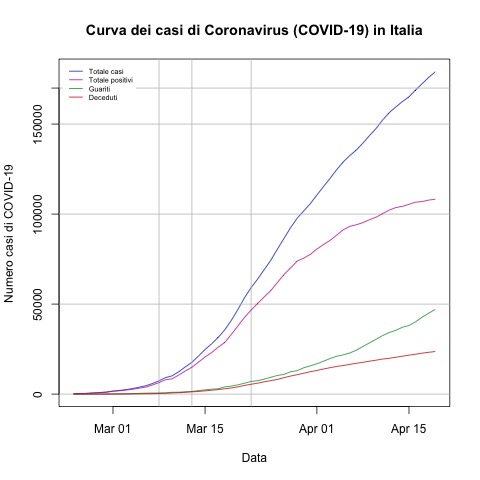 Curva dei casi di Coronavirus (COVID-19) in Italia
Totale casi
Totale positivi
Guariti
Deceduti
150000
100000
50000
0
Numero casi di COVID-19
Mar 01
Mar 15
Apr 01
Apr 15
Data